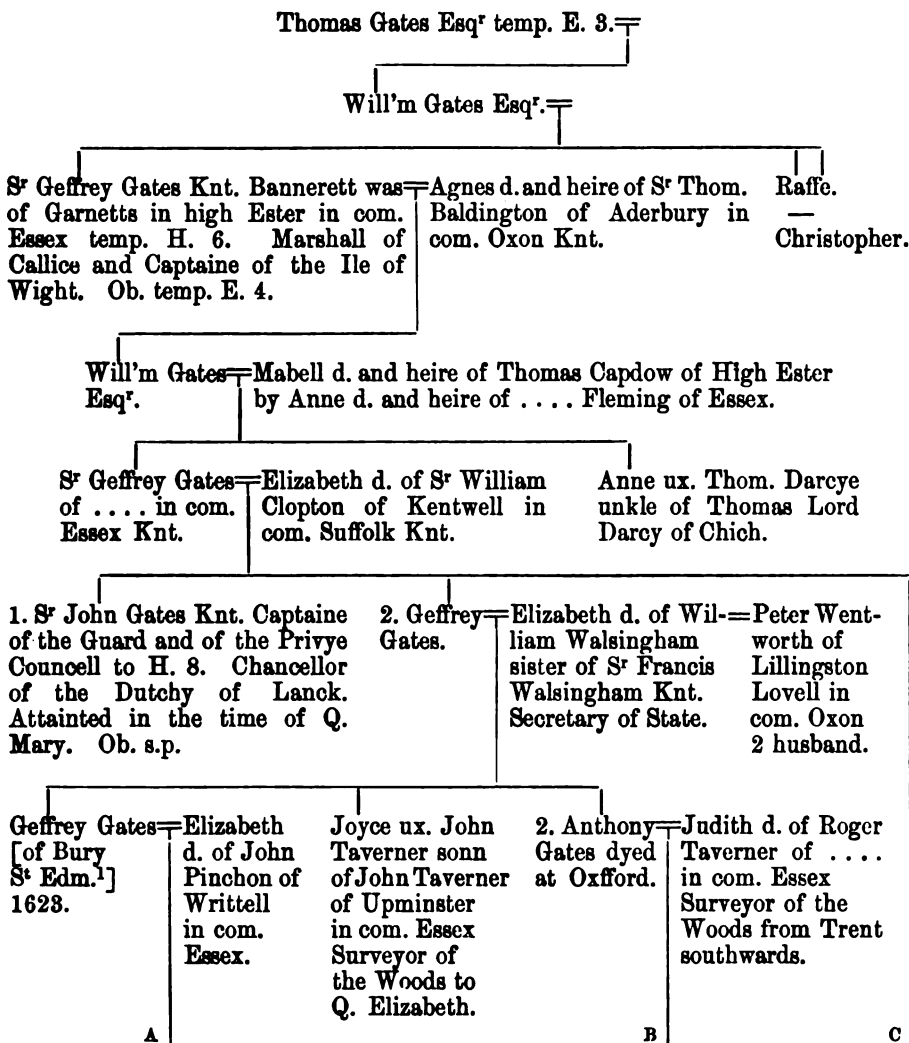 Thomas Gates Esqʳ temp. E. 3.
Will'm Gates Esqʳ.
Sʳ Geffrey Gates Knt. Bannerett was
of Garnetts in high Ester in com.
Essex temp. H. 6. Marshall of
Callice and Captaine of the Ile of
Wight. Ob. temp. E. 4.
Agnes d. and heire of Sʳ Thom.
Baldington of Aderbury in
com. Oxon Knt.
Raffe.
—
Christopher.
Will'm Gates
Esqʳ.
Mabell d. and heire of Thomas Capdow of High Ester
by Anne d. and heire of .... Fleming of Essex.
Sʳ Geffrey Gates
of .... in com.
Essex Knt.
Elizabeth d. of Sʳ William
Clopton of Kentwell in
com. Suffolk Knt.
Anne ux. Thom. Darcye
unkle of Thomas Lord
Darcy of Chich.
1. Sʳ John Gates Knt. Captaine
of the Guard and of the Privye
Councell to H. 8. Chancellor
of the Dutchy of Lanck.
Attainted in the time of Q.
Mary. Ob. s.p.
2. Geffrey
Gates.
Elizabeth d. of Wil-
liam Walsingham
sister of Sʳ Francis
Walsingham Knt.
Secretary of State.
Peter Went-
worth of
Lillingston
Lovell in
com. Oxon
2 husband.
Geffrey Gates
[of Bury
Sᵗ Edm.¹]
1623.
Elizabeth
d. of John
Pinchon of
Writtell
in com.
Essex.
Joyce ux. John
Taverner sonn
of John Taverner
of Upminster
in com. Essex
Surveyor of
the Woods to
Q. Elizabeth.
2. Anthony
Gates dyed
at Oxfford.
Judith d. of Roger
Taverner of ....
in com. Essex
Surveyor of the
Woods from Trent
southwards.
A
B
C